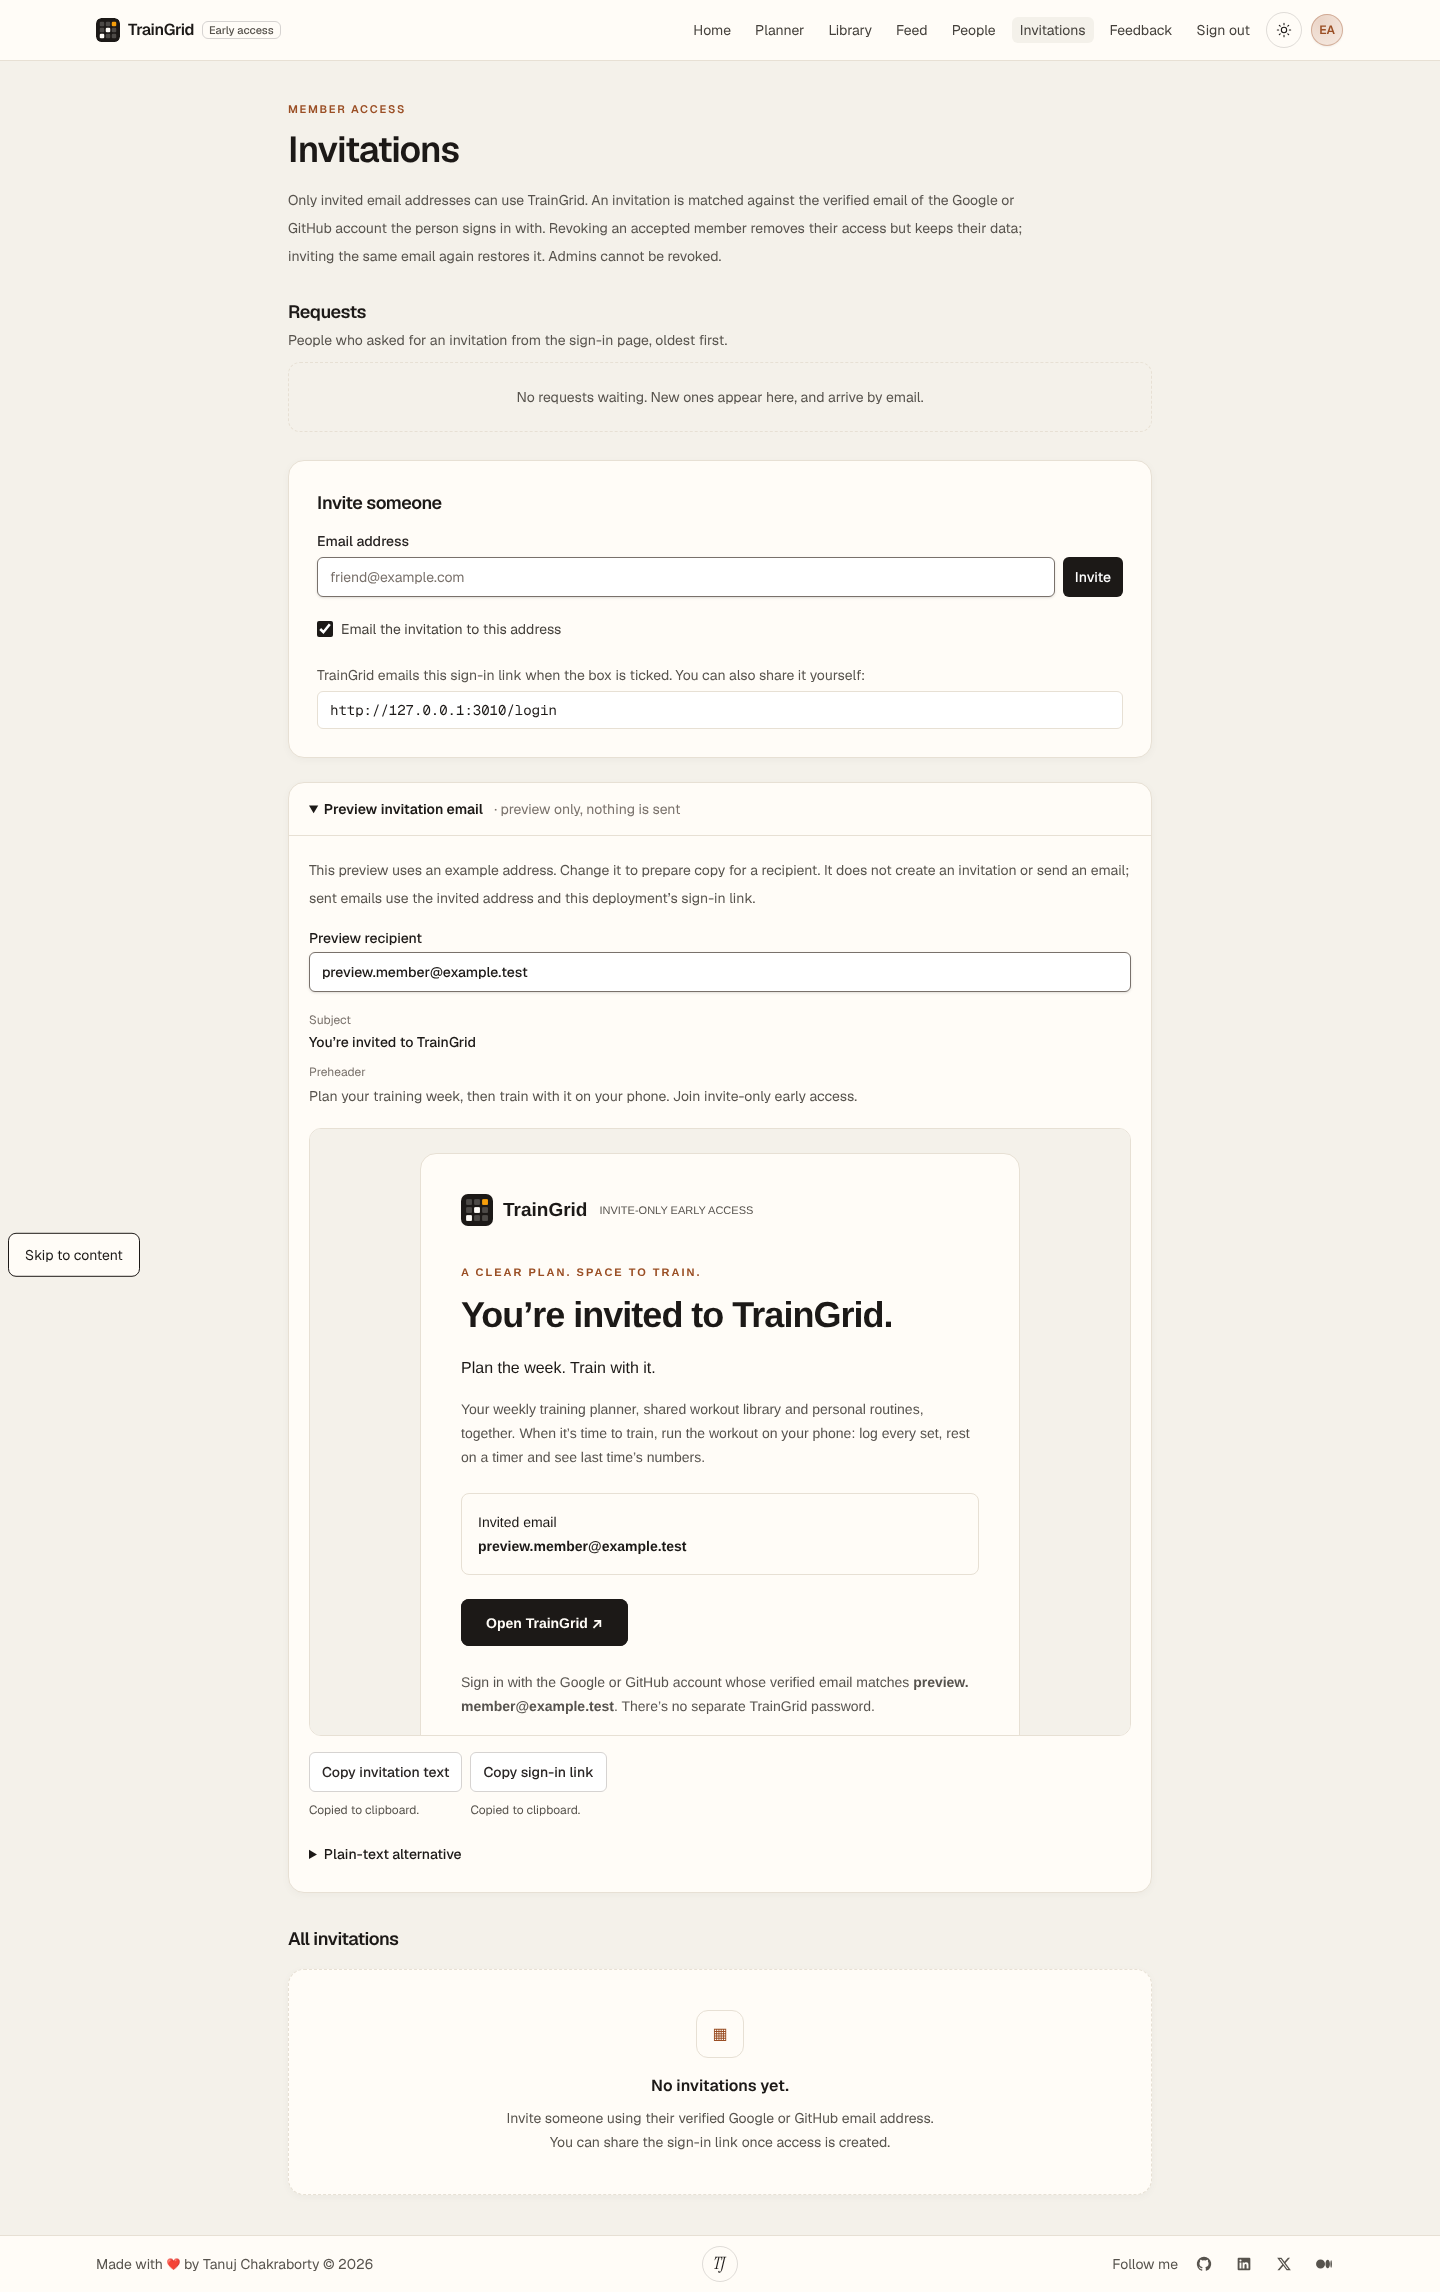 TrainGrid Early access Home Planner Library Feed People Invitations Feedback Sign out EA
MEMBER ACCESS
Invitations
Only invited email addresses can use TrainGrid. An invitation is matched against the verified email of the Google or
GitHub account the person signs in with. Revoking an accepted member removes their access but keeps their data;
inviting the same email again restores it. Admins cannot be revoked.
Requests
People who asked for an invitation from the sign-in page, oldest first.
No requests waiting. New ones appear here, and arrive by email.
Invite someone
Email address
friend@example.com Invite
Email the invitation to this address
TrainGrid emails this sign-in link when the box is ticked. You can also share it yourself:
http://127.0.0.1:3010/login
▼ Preview invitation email · preview only, nothing is sent
This preview uses an example address. Change it to prepare copy for a recipient. It does not create an invitation or send an email;
sent emails use the invited address and this deployment’s sign-in link.
Preview recipient
preview.member@example.test
Subject
You’re invited to TrainGrid
Preheader
Plan your training week, then train with it on your phone. Join invite-only early access.
TrainGrid INVITE-ONLY EARLY ACCESS
Skip to content
A CLEAR PLAN. SPACE TO TRAIN.
You’re invited to TrainGrid.
Plan the week. Train with it.
Your weekly training planner, shared workout library and personal routines,
together. When it’s time to train, run the workout on your phone: log every set, rest
on a timer and see last time’s numbers.
Invited email
preview.member@example.test
Open TrainGrid ↗
Sign in with the Google or GitHub account whose verified email matches preview.
member@example.test. There’s no separate TrainGrid password.
Copy invitation text Copy sign-in link
Copied to clipboard. Copied to clipboard.
▶ Plain-text alternative
All invitations
No invitations yet.
Invite someone using their verified Google or GitHub email address.
You can share the sign-in link once access is created.
Made with ❤️ by Tanuj Chakraborty © 2026 TJ Follow me